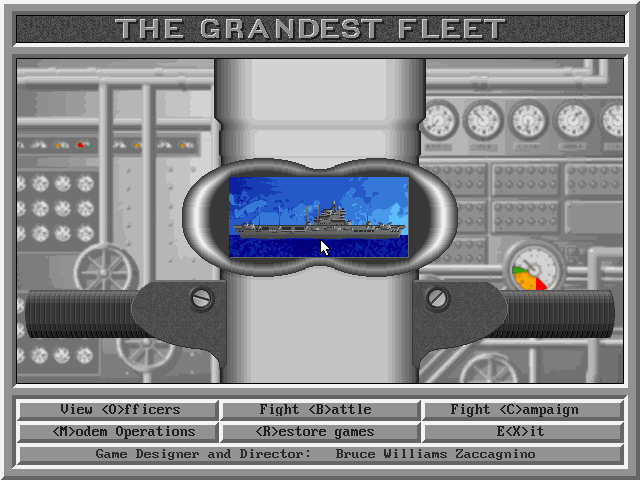 THE GRANDEST FLEET
View <O>fficers
Fight <B>attle
Fight <C>ampaign
<M>odem Operations
<R>estore games
E<X>it
Game Designer and Director: Bruce Williams Zaccagnino